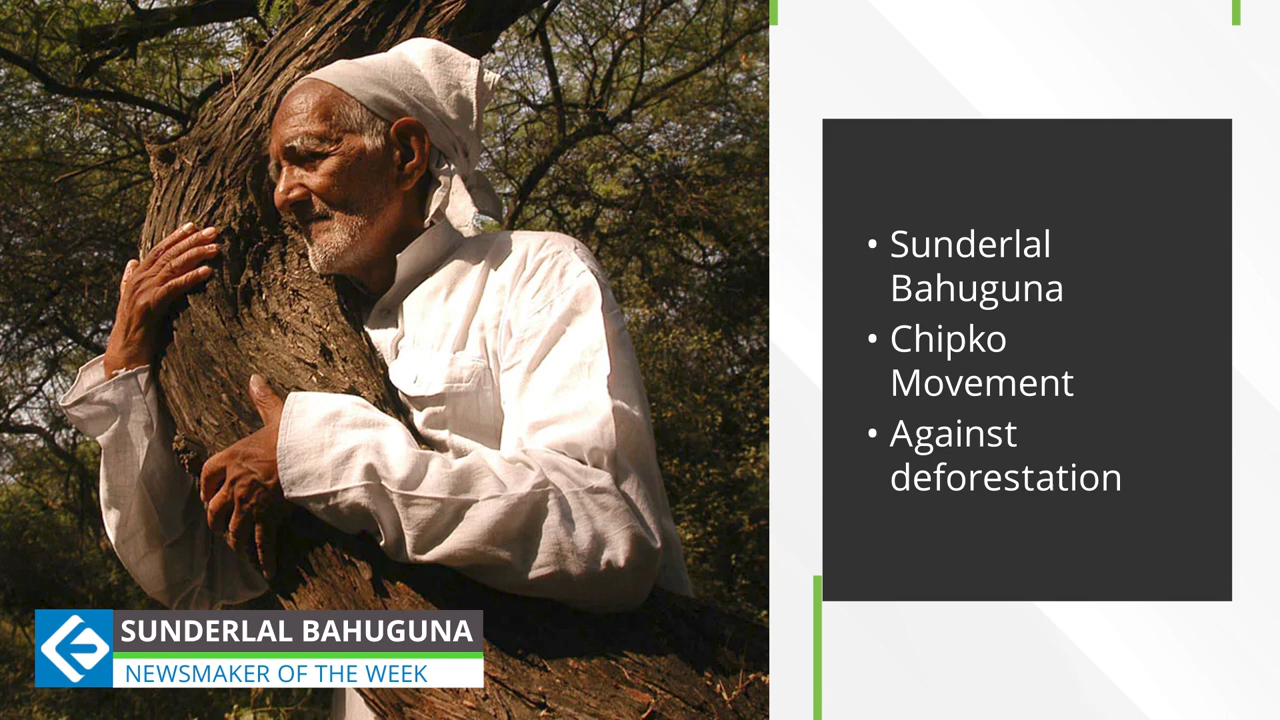 • Sunderlal
Bahuguna
• Chipko
Movement
• Against
deforestation
SUNDERLAL BAHUGUNA
NEWSMAKER OF THE WEEK